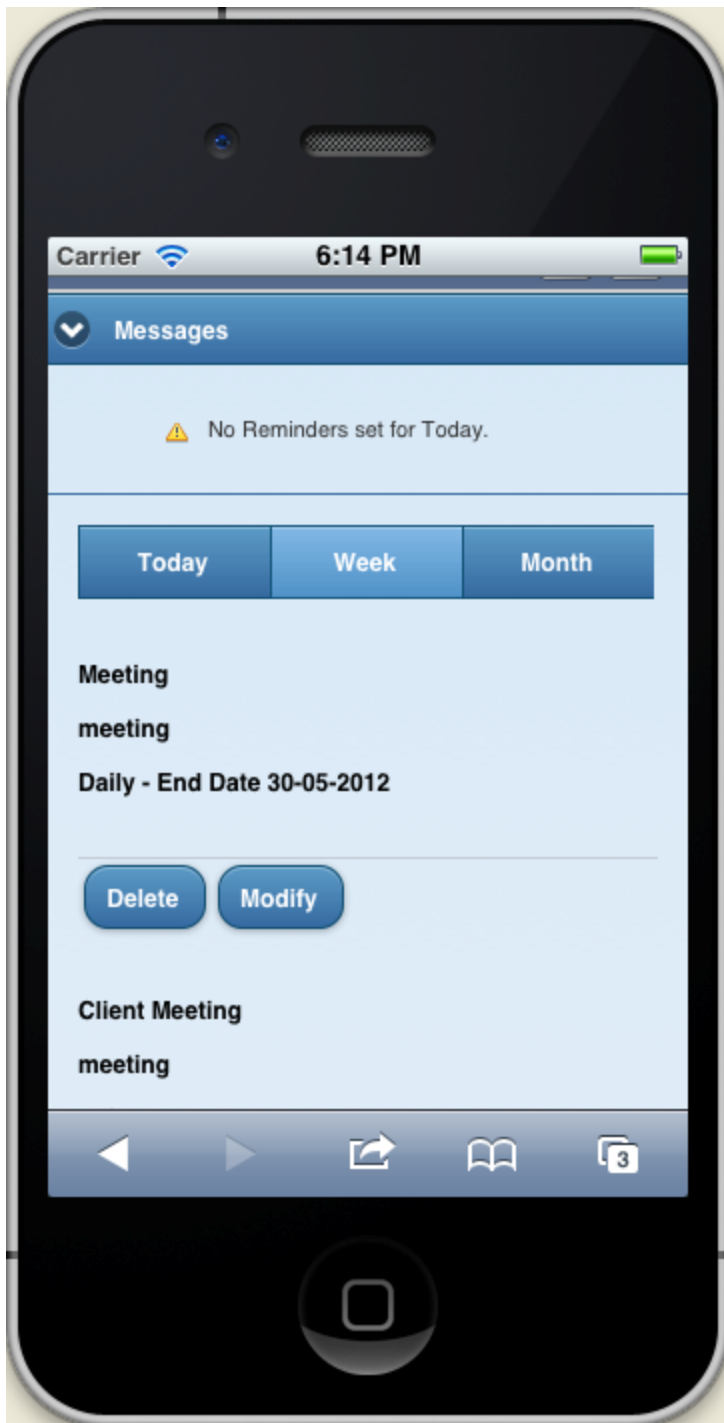 Carrier 6:14 PM
Messages
No Reminders set for Today.
Today Week Month
Meeting
meeting
Daily - End Date 30-05-2012
Delete Modify
Client Meeting
meeting
3